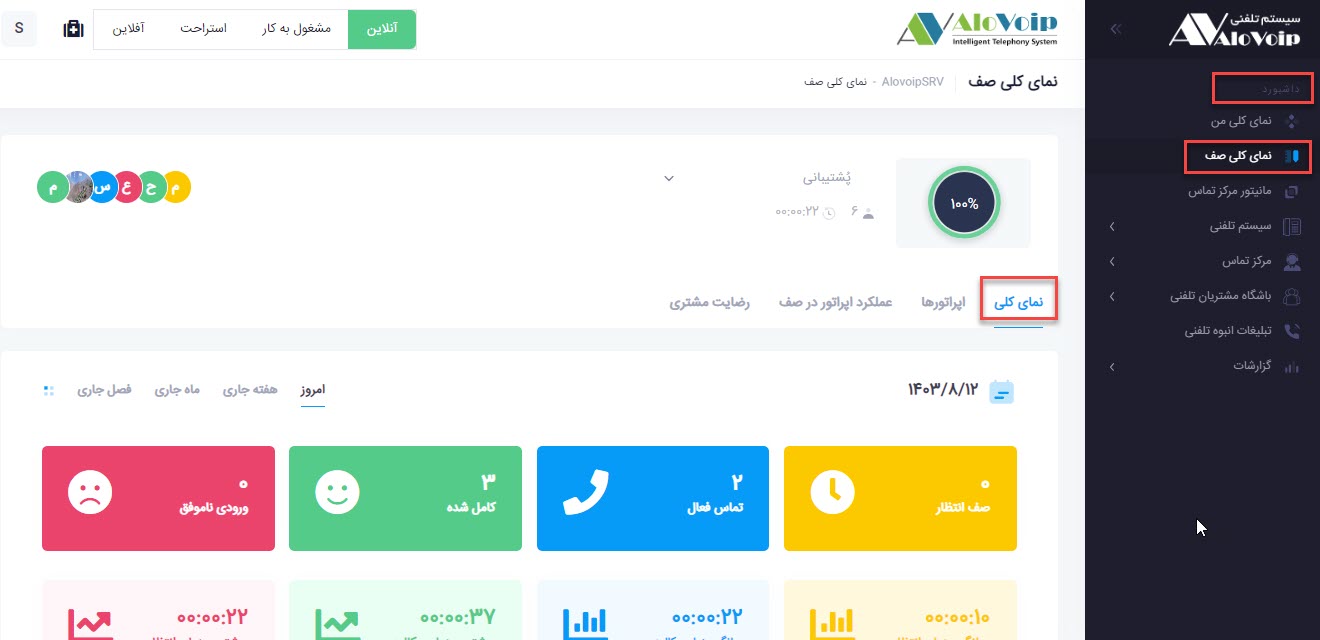 سیستم تلفنی
AloVoip
داشبورد
نمای کلی من
نمای کلی صف
مانیتور مرکز تماس
سیستم تلفنی
مرکز تماس
باشگاه مشتریان تلفنی
تبلیغات انبوه تلفنی
گزارشات
AloVoip
Intelligent Telephony System
آنلاین
مشغول به کار
استراحت
آفلاین
S
نمای کلی صف
AlovoipSRV - نمای کلی صف
۱۰۰%
پُشتیبانی
۶
۰۰:۰۰:۲۲
م
ح
ع
س
م
نمای کلی
اپراتورها
عملکرد اپراتور در صف
رضایت مشتری
۱۴۰۳/۸/۱۲
امروز
هفته جاری
ماه جاری
فصل جاری
۰
صف انتظار
۲
تماس فعال
۳
کامل شده
۰
ورودی ناموفق
۰۰:۰۰:۱۰
۰۰:۰۰:۲۲
۰۰:۰۰:۳۷
۰۰:۰۰:۲۲